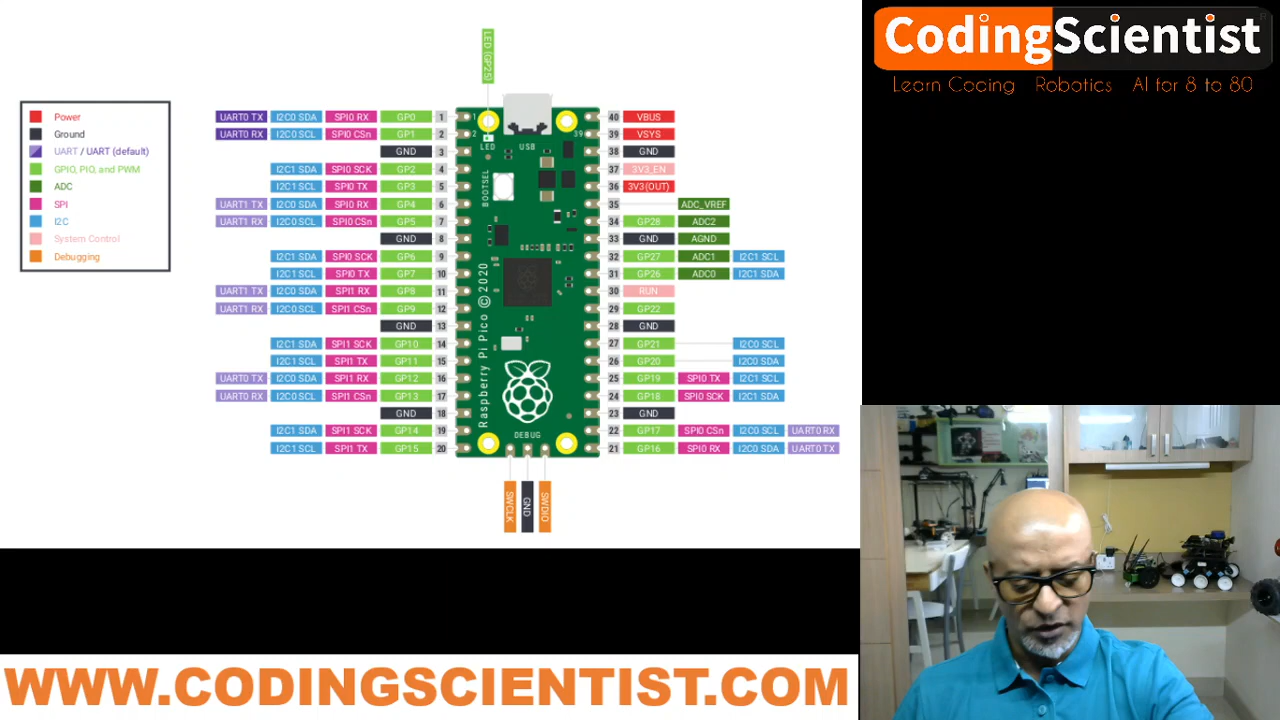 LED (GP25)
CodingScientist
Learn Coding Robotics AI for 8 to 80
Power
Ground
UART / UART (default)
GPIO, PIO, and PWM
ADC
SPI
I2C
System Control
Debugging
UART0 TX I2C0 SDA SPI0 RX GP0 1
UART0 RX I2C0 SCL SPI0 CSn GP1 2
GND 3
I2C1 SDA SPI0 SCK GP2 4
I2C1 SCL SPI0 TX GP3 5
UART1 TX I2C0 SDA SPI0 RX GP4 6
UART1 RX I2C0 SCL SPI0 CSn GP5 7
GND 8
I2C1 SDA SPI0 SCK GP6 9
I2C1 SCL SPI0 TX GP7 10
UART1 TX I2C0 SDA SPI1 RX GP8 11
UART1 RX I2C0 SCL SPI1 CSn GP9 12
GND 13
I2C1 SDA SPI1 SCK GP10 14
I2C1 SCL SPI1 TX GP11 15
UART0 TX I2C0 SDA SPI1 RX GP12 16
UART0 RX I2C0 SCL SPI1 CSn GP13 17
GND 18
I2C1 SDA SPI1 SCK GP14 19
I2C1 SCL SPI1 TX GP15 20
1
2 39
LED USB
BOOTSEL
Raspberry Pi Pico © 2020
DEBUG
40 VBUS
39 VSYS
38 GND
37 3V3_EN
36 3V3(OUT)
35 ADC_VREF
34 GP28 ADC2
33 GND AGND
32 GP27 ADC1 I2C1 SCL
31 GP26 ADC0 I2C1 SDA
30 RUN
29 GP22
28 GND
27 GP21 I2C0 SCL
26 GP20 I2C0 SDA
25 GP19 SPI0 TX I2C1 SCL
24 GP18 SPI0 SCK I2C1 SDA
23 GND
22 GP17 SPI0 CSn I2C0 SCL UART0 RX
21 GP16 SPI0 RX I2C0 SDA UART0 TX
SWCLK
GND
SWDIO
WWW.CODINGSCIENTIST.COM